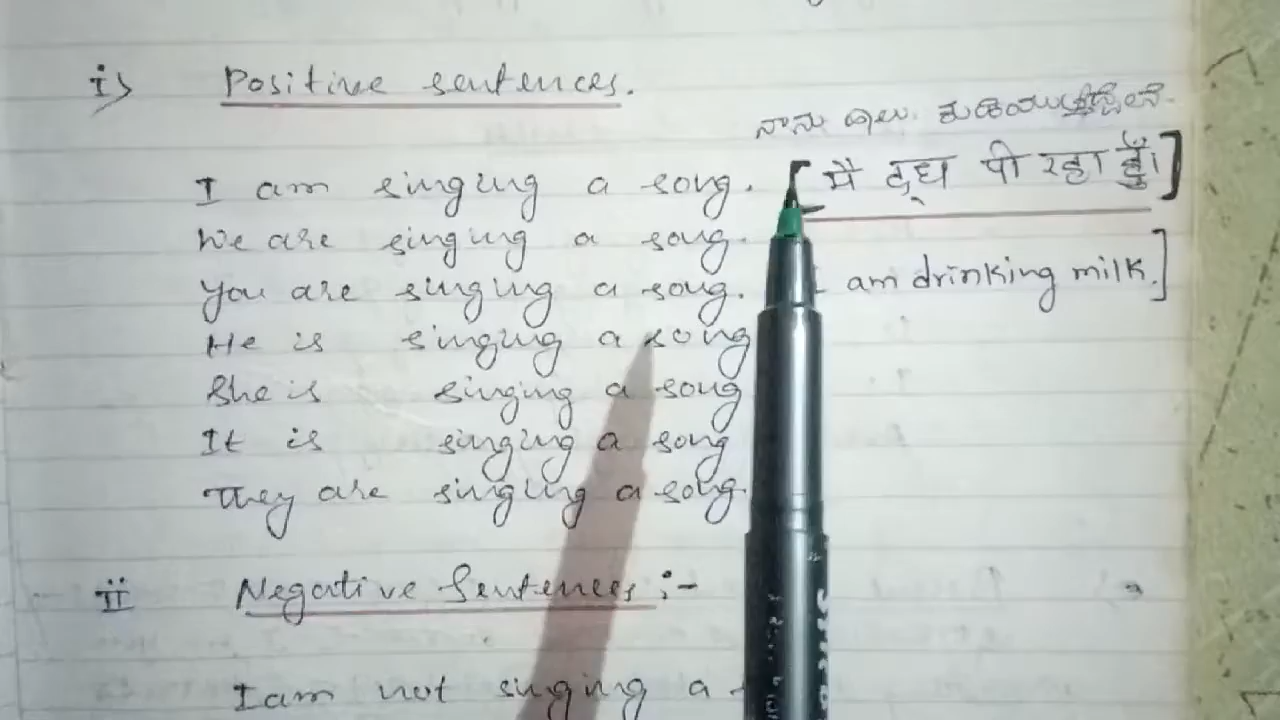 i) Positive sentences.
ನಾನು ಹಾಲು ಕುಡಿಯುತ್ತಿದ್ದೇನೆ.
I am singing a song. [मै दूध पी रहा हूँ।]
We are singing a song.
You are singing a song. I am drinking milk.]
He is singing a song
She is singing a song
It is singing a song
They are singing a song.
ii Negative Sentences :-
I am not singing a